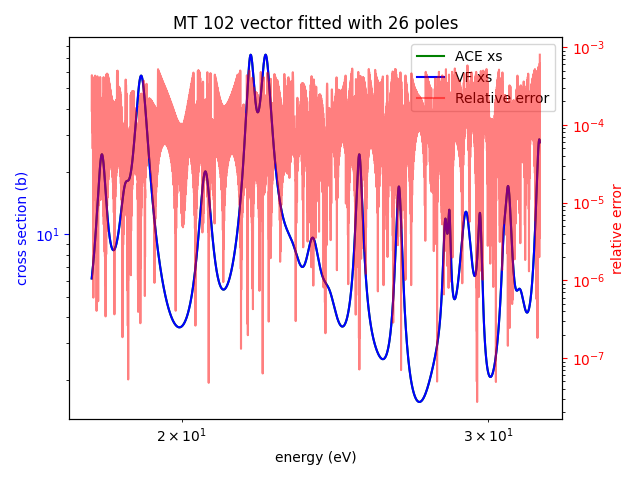 MT 102 vector fitted with 26 poles
ACE xs
VF xs
Relative error
cross section (b)
10¹
10⁻³
10⁻⁴
10⁻⁵
10⁻⁶
10⁻⁷
relative error
2 × 10¹
3 × 10¹
energy (eV)